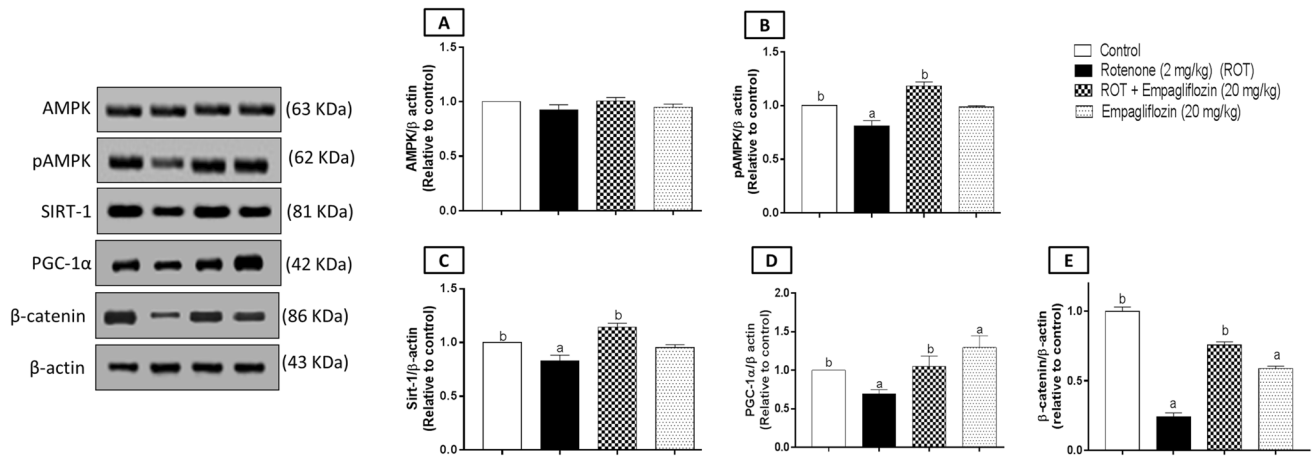 AMPK (63 KDa)
pAMPK (62 KDa)
SIRT-1 (81 KDa)
PGC-1α (42 KDa)
β-catenin (86 KDa)
β-actin (43 KDa)
A
AMPK/β actin
(Relative to control)
1.5
1.0
0.5
0.0
B
pAMPK/β actin
(Relative to control)
1.5
1.0
0.5
0.0
b
a
b
Control
Rotenone (2 mg/kg) (ROT)
ROT + Empagliflozin (20 mg/kg)
Empagliflozin (20 mg/kg)
C
Sirt-1/β-actin
(Relative to control)
1.5
1.0
0.5
0.0
b
a
b
D
PGC-1α/β actin
(Relative to control)
2.0
1.5
1.0
0.5
0.0
b
a
b
a
E
β-catenin/β-actin
(relative to control)
1.0
0.5
0.0
b
a
b
a